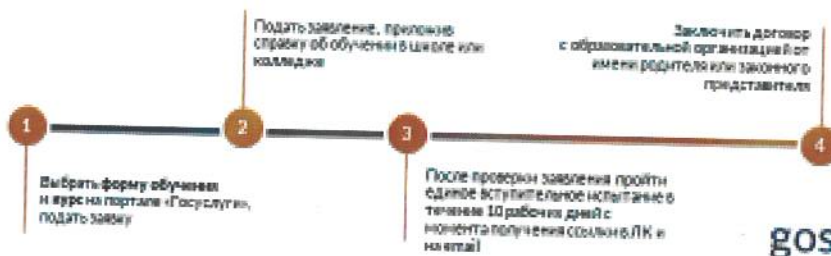 Подать заявление, приложив
справку об обучении в школе или
колледже
Заключить договор
с образовательной организацией от
имени родителя или законного
представителя
1
2
3
4
Выбрать форму обучения
и курс на портале «Госуслуги»,
подать заявку
После проверки заявления пройти
единое вступительное испытание в
течение 10 рабочих дней с
момента получения ссылки в ЛК и
на email
gos